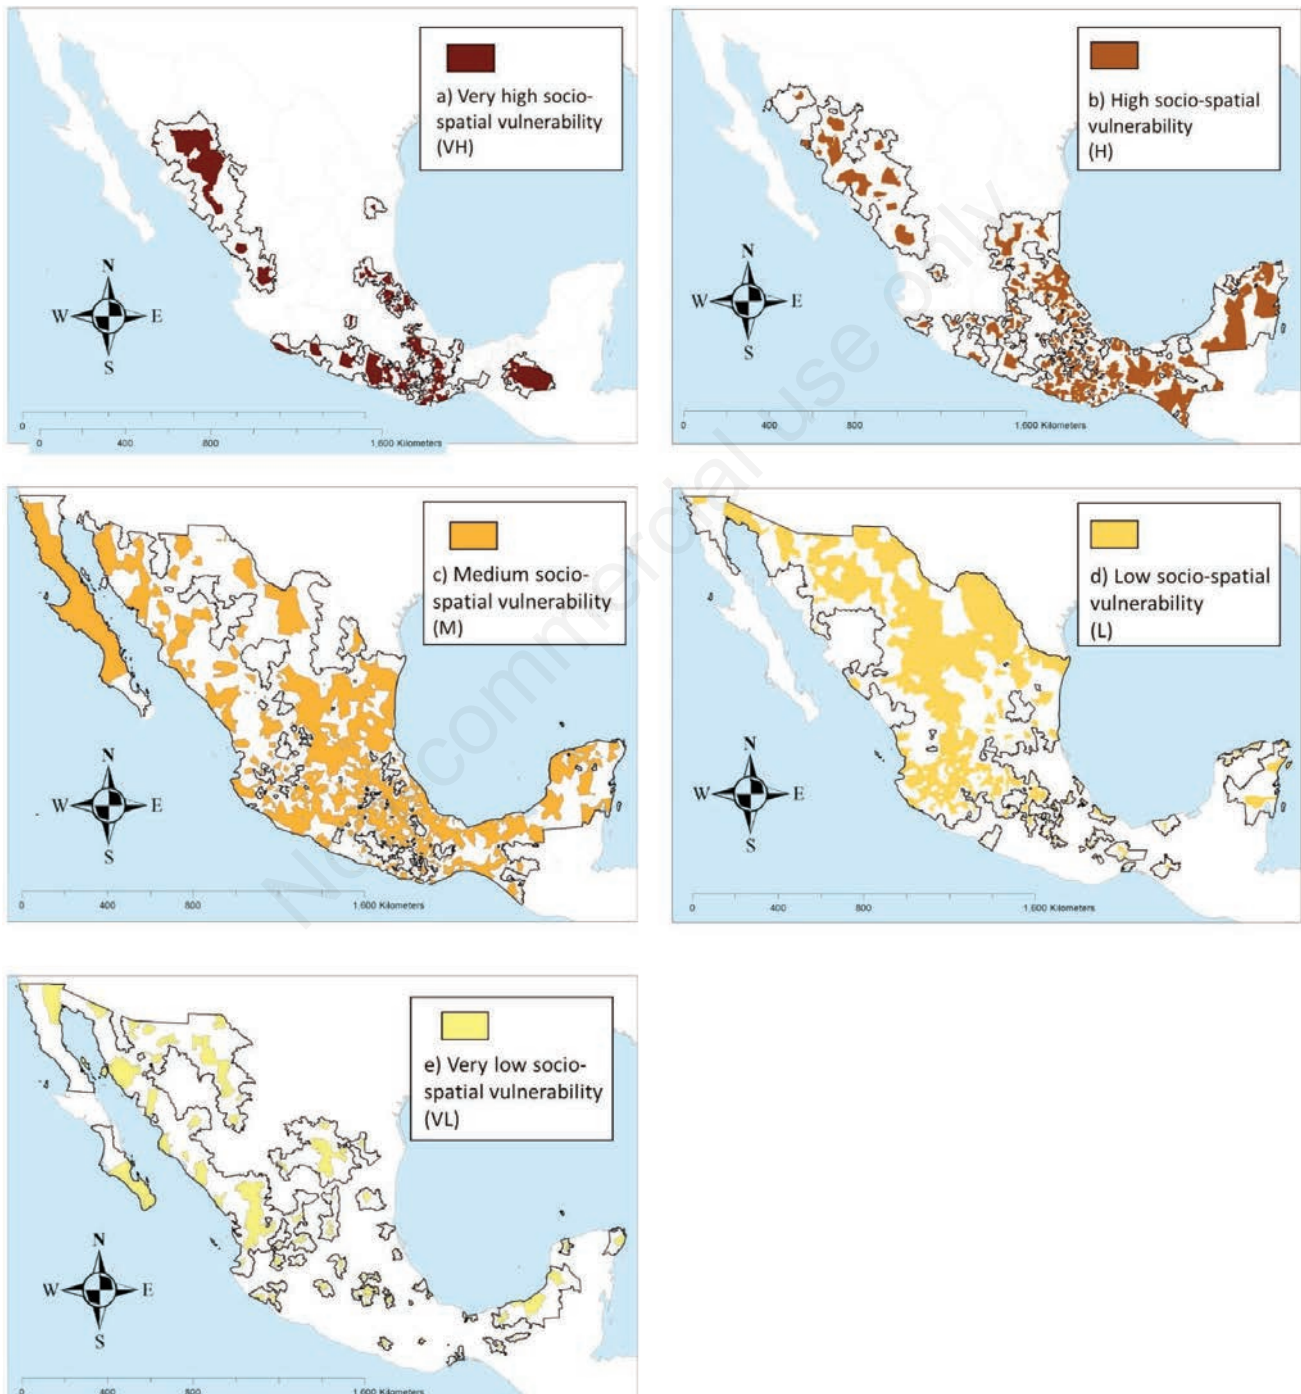 a) Very high socio-
spatial vulnerability
(VH)
N
W E
S
0
0 400 800 1,600 Kilometers
b) High socio-spatial
vulnerability
(H)
N
W E
S
0 400 800 1,600 Kilometers
c) Medium socio-
spatial vulnerability
(M)
N
W E
S
0 400 800 1,600 Kilometers
d) Low socio-spatial
vulnerability
(L)
N
W E
S
0 400 800 1,600 Kilometers
e) Very low socio-
spatial vulnerability
(VL)
N
W E
S
0 400 800 1,600 Kilometers
Non commercial use only